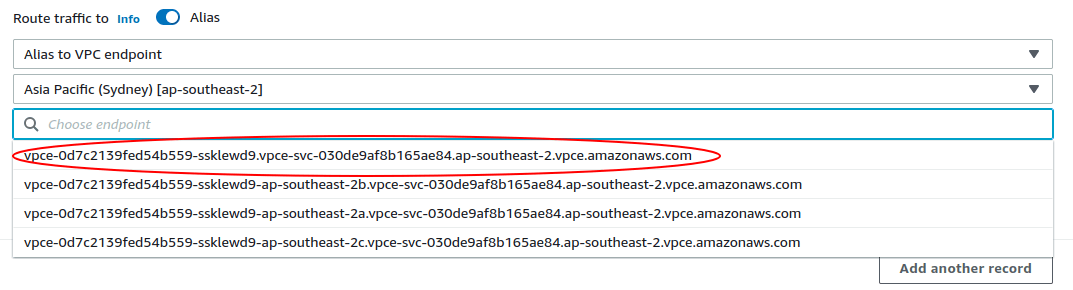 Route traffic to Info Alias
Alias to VPC endpoint
Asia Pacific (Sydney) [ap-southeast-2]
Choose endpoint
vpce-0d7c2139fed54b559-ssklewd9.vpce-svc-030de9af8b165ae84.ap-southeast-2.vpce.amazonaws.com
vpce-0d7c2139fed54b559-ssklewd9-ap-southeast-2b.vpce-svc-030de9af8b165ae84.ap-southeast-2.vpce.amazonaws.com
vpce-0d7c2139fed54b559-ssklewd9-ap-southeast-2a.vpce-svc-030de9af8b165ae84.ap-southeast-2.vpce.amazonaws.com
vpce-0d7c2139fed54b559-ssklewd9-ap-southeast-2c.vpce-svc-030de9af8b165ae84.ap-southeast-2.vpce.amazonaws.com
Add another record